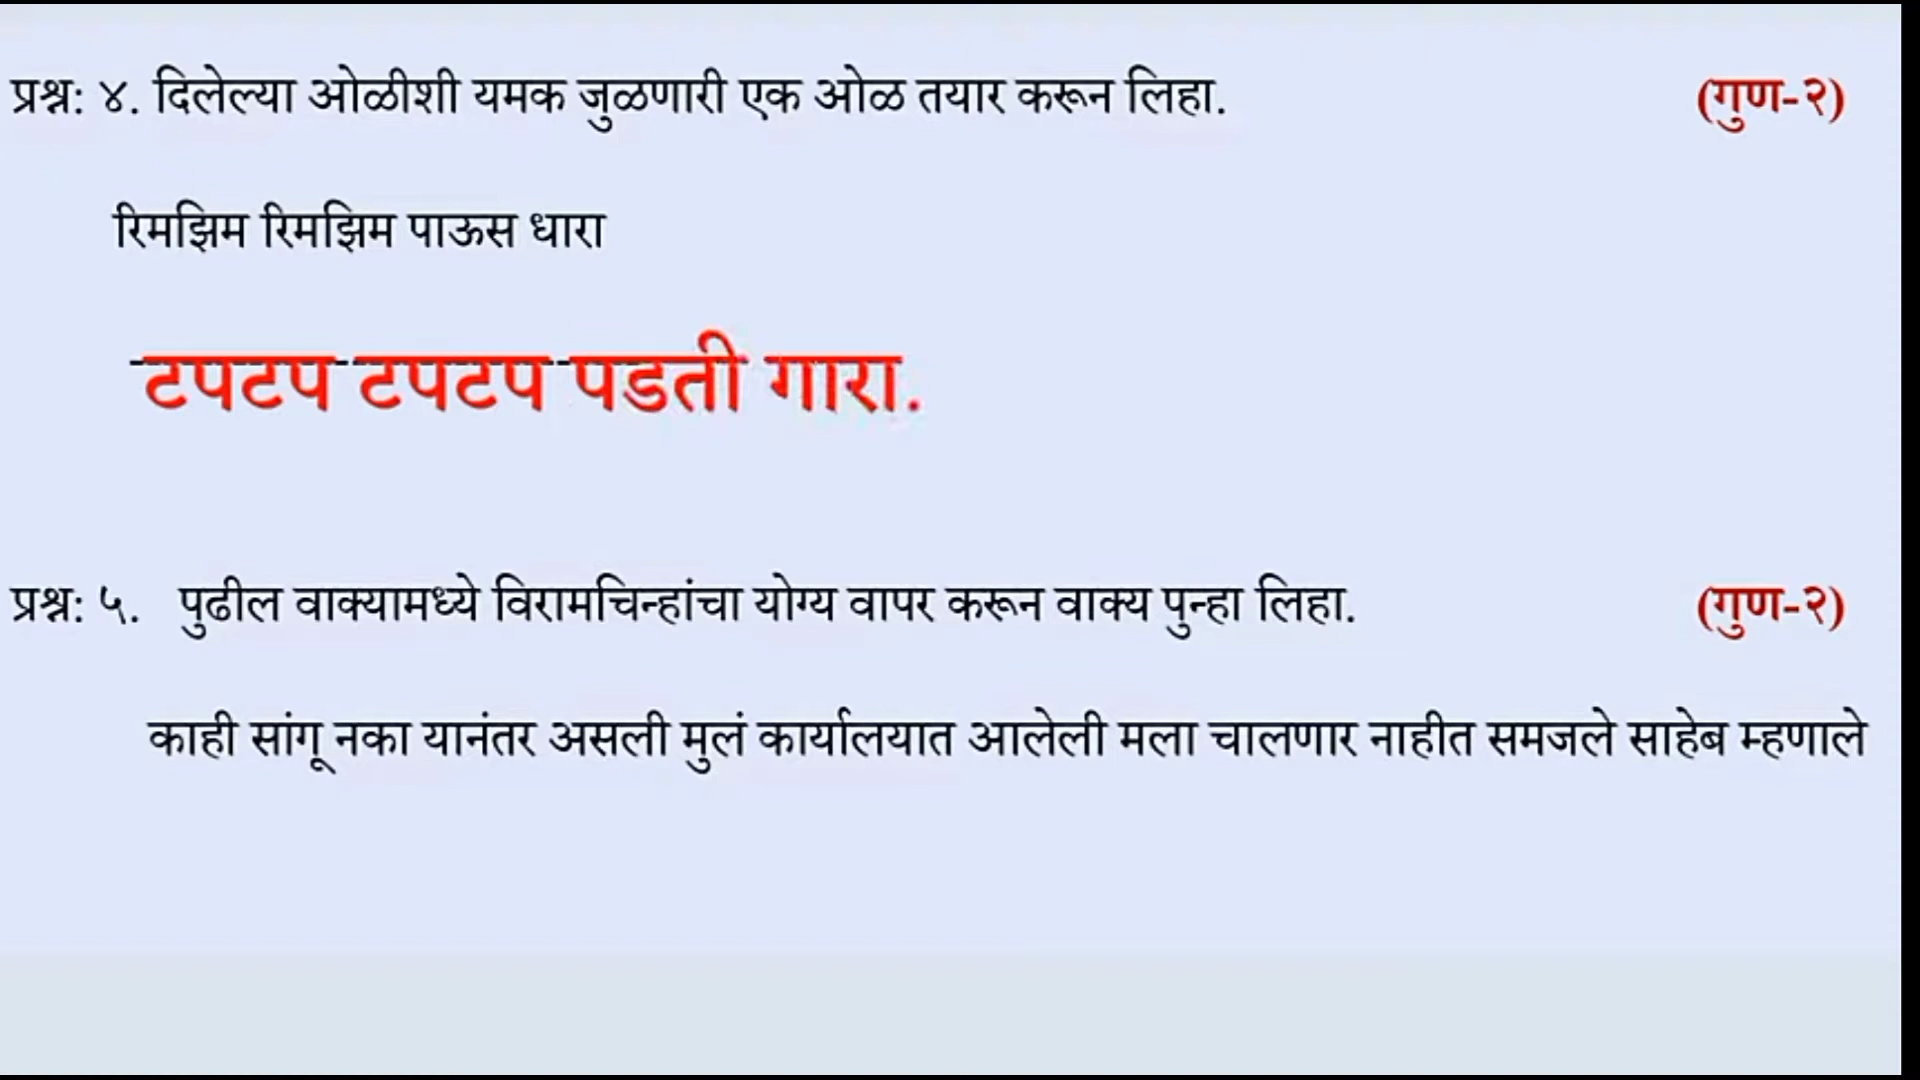 प्रश्न: ४. दिलेल्या ओळीशी यमक जुळणारी एक ओळ तयार करून लिहा. (गुण-२)
रिमझिम रिमझिम पाऊस धारा
टपटप टपटप पडती गारा.
प्रश्न: ५. पुढील वाक्यामध्ये विरामचिन्हांचा योग्य वापर करून वाक्य पुन्हा लिहा. (गुण-२)
काही सांगू नका यानंतर असली मुलं कार्यालयात आलेली मला चालणार नाहीत समजले साहेब म्हणाले